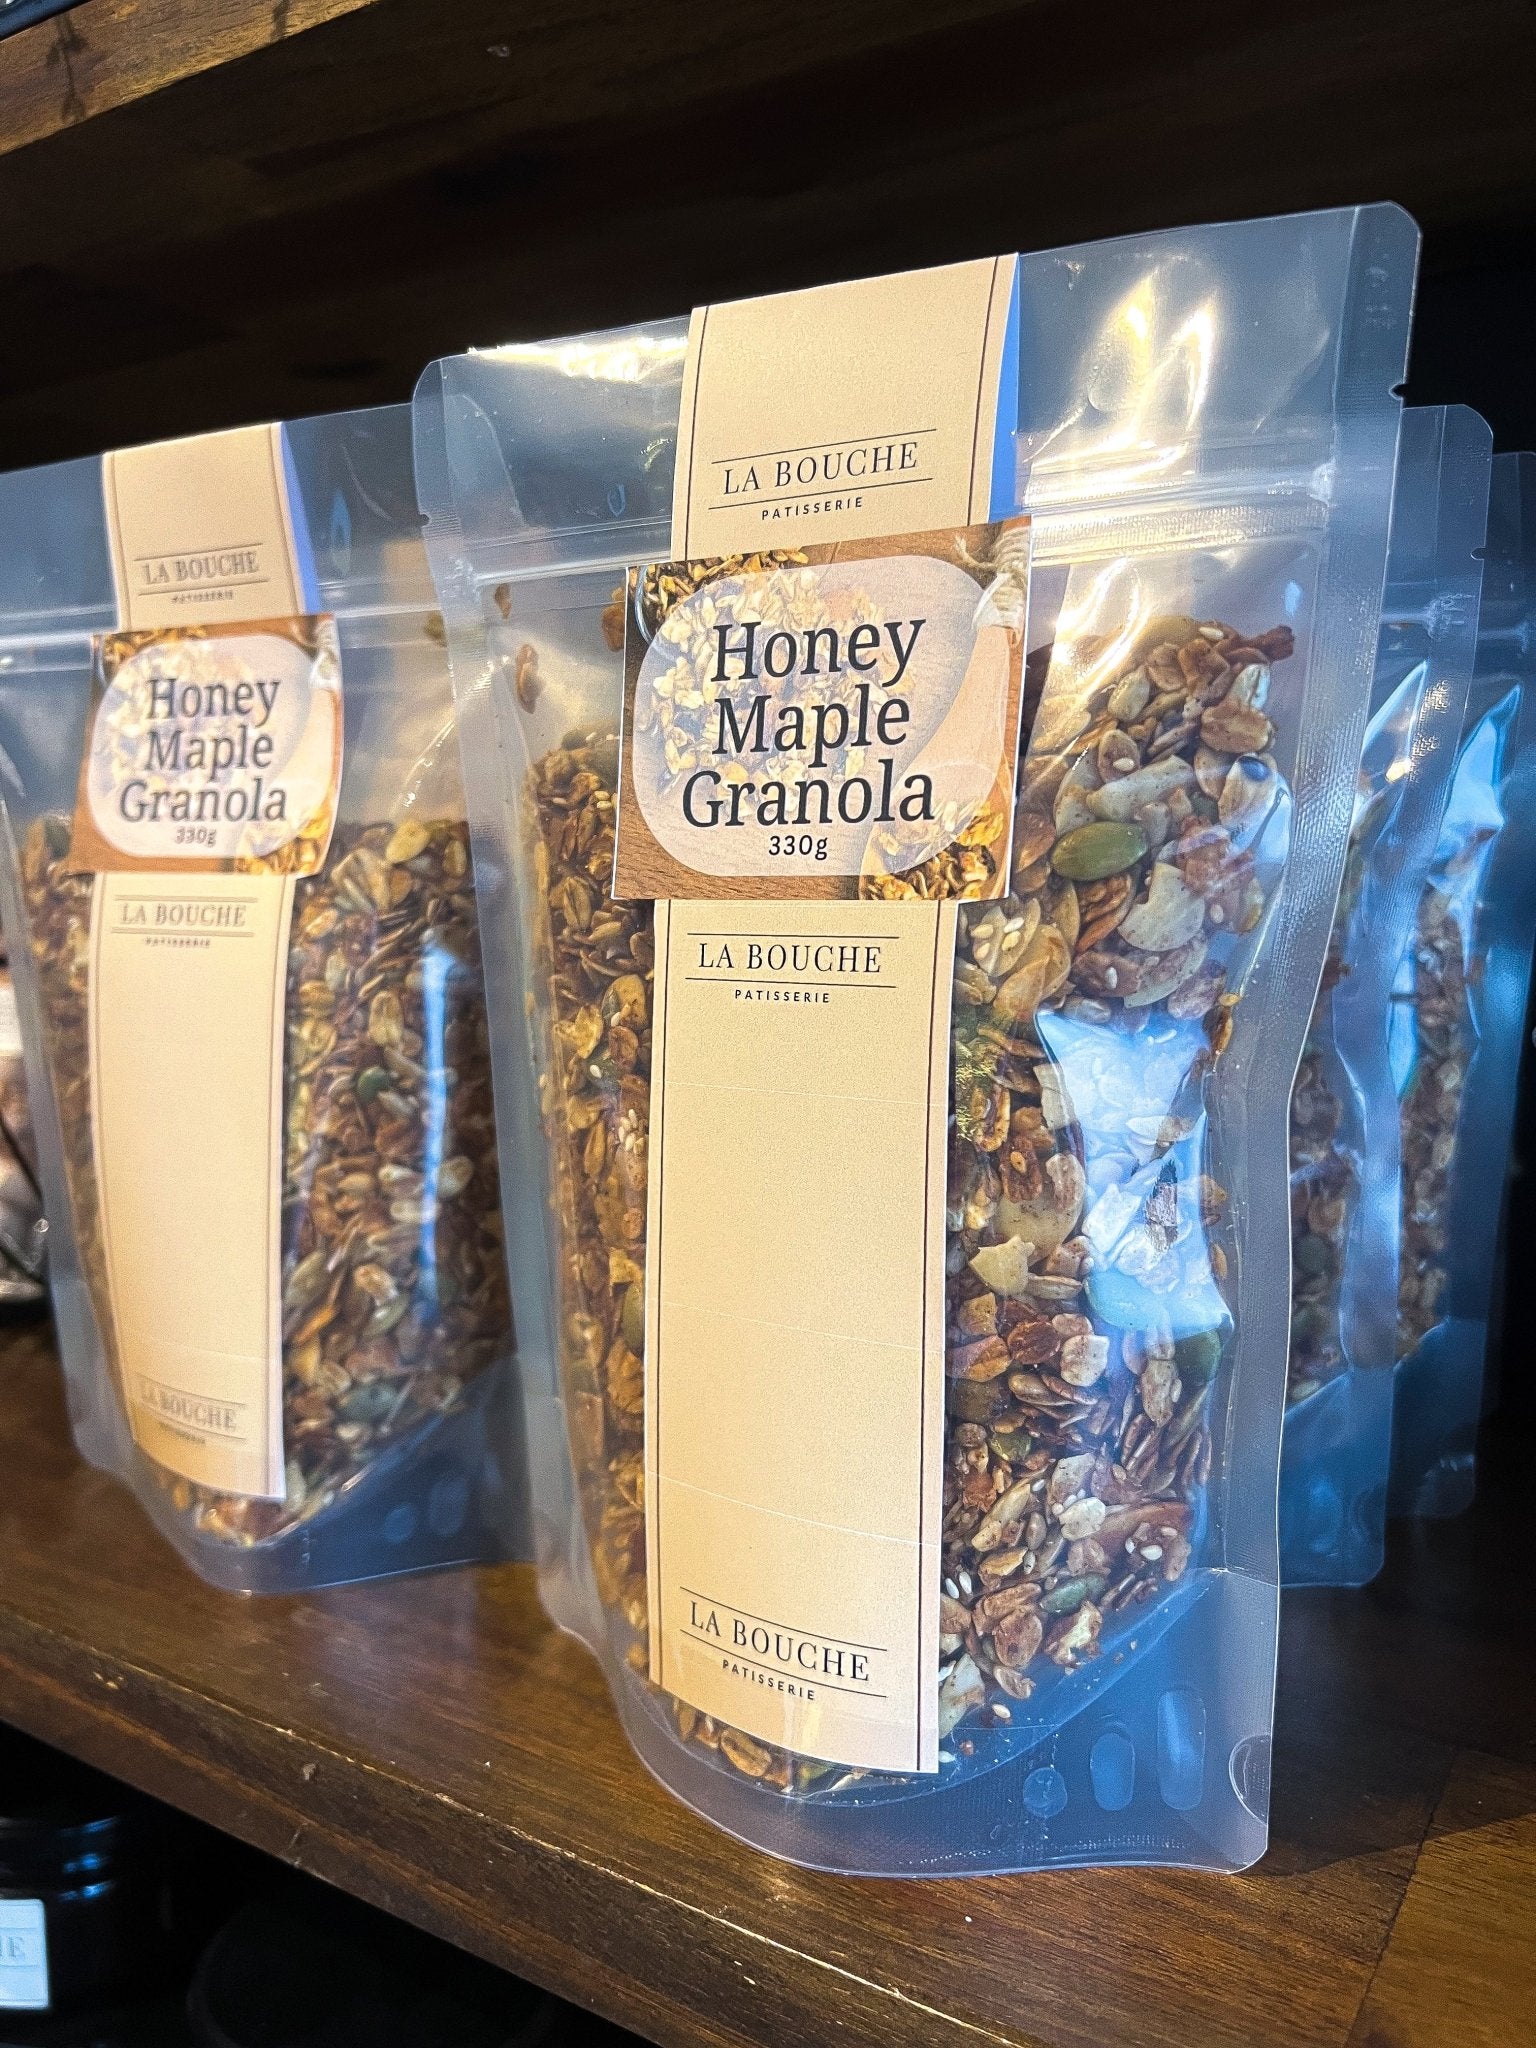 LA BOUCHE
PATISSERIE
Honey
Maple
Granola
330g
LA BOUCHE
PATISSERIE
LA BOUCHE
PATISSERIE
LA BOUCHE
PATISSERIE
Honey
Maple
Granola
330g
LA BOUCHE
PATISSERIE
LA BOUCHE